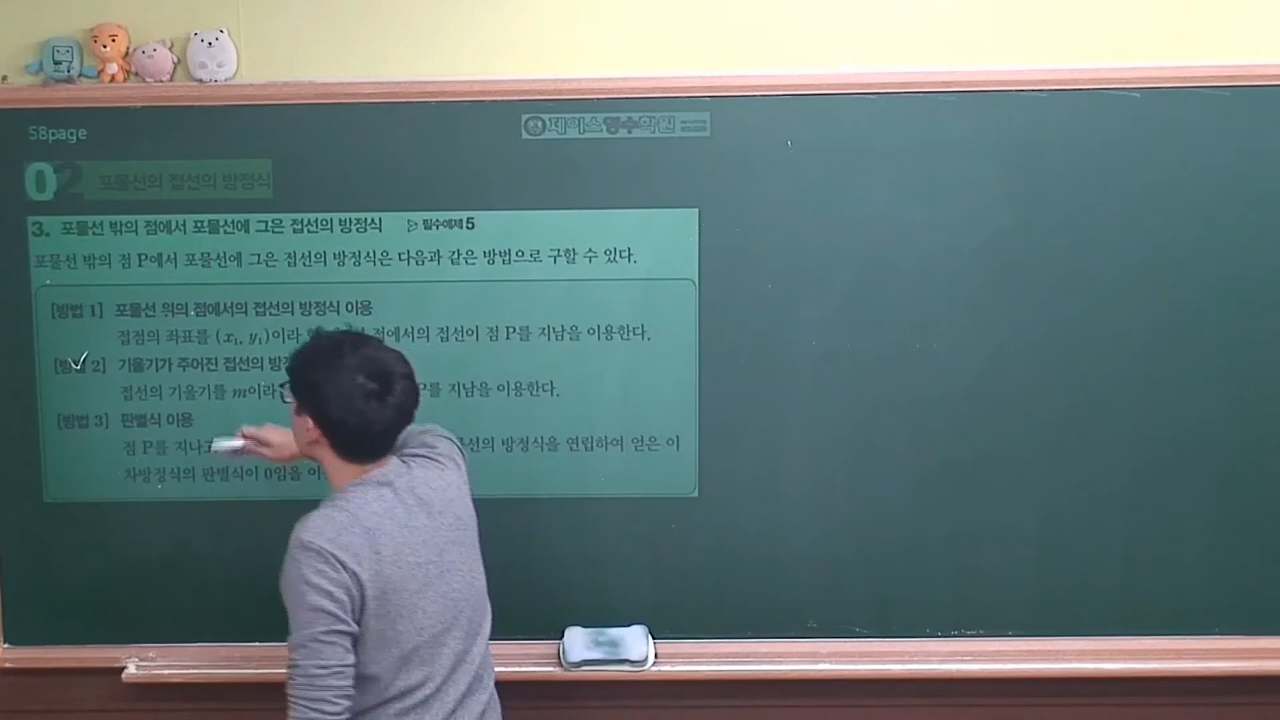 58page
제이스영수학원
02 포물선의 접선의 방정식
3. 포물선 밖의 점에서 포물선에 그은 접선의 방정식 ▷ 필수예제 5
포물선 밖의 점 P에서 포물선에 그은 접선의 방정식은 다음과 같은 방법으로 구할 수 있다.
[방법 1] 포물선 위의 점에서의 접선의 방정식 이용
접점의 좌표를 (x₁, y₁)이라 점에서의 접선이 점 P를 지남을 이용한다.
[방법 2] 기울기가 주어진 접선의
접선의 기울기를 m이라 P를 지남을 이용한다.
[방법 3] 판별식 이용
점 P를 지나고 방정식을 연립하여 얻은 이
차방정식의 판별식이 0임을